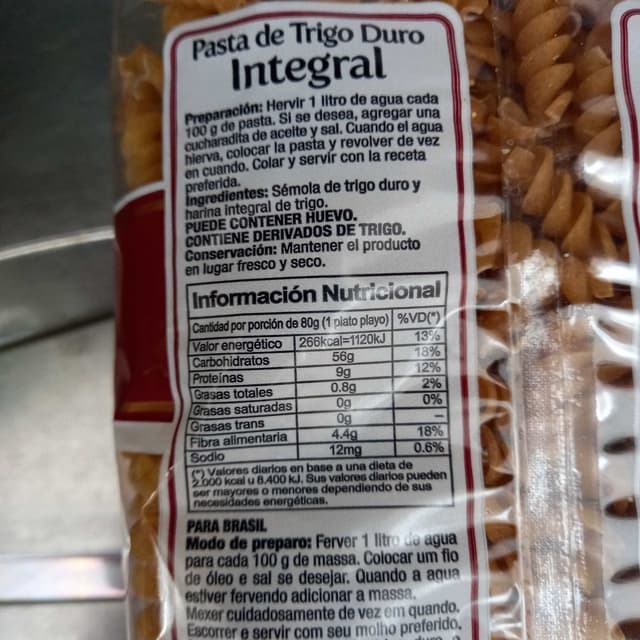 Pasta de Trigo Duro
Integral
Preparación: Hervir 1 litro de agua cada
100 g de pasta. Si se desea, agregar una
cucharadita de aceite y sal. Cuando el agua
hierva, colocar la pasta y revolver de vez
en cuando. Colar y servir con la receta
preferida.
Ingredientes: Sémola de trigo duro y
harina integral de trigo.
PUEDE CONTENER HUEVO.
CONTIENE DERIVADOS DE TRIGO.
Conservación: Mantener el producto
en lugar fresco y seco.
Información Nutricional
Cantidad por porción de 80g (1 plato playo) %VD(*)
Valor energético 266kcal=1120kJ 13%
Carbohidratos 56g 18%
Proteínas 9g 12%
Grasas totales 0.8g 2%
Grasas saturadas 0g 0%
Grasas trans 0g –
Fibra alimentaria 4.4g 18%
Sodio 12mg 0.6%
(*) Valores diarios en base a una dieta de
2.000 kcal u 8.400 kJ. Sus valores diarios pueden
ser mayores o menores dependiendo de sus
necesidades energéticas.
PARA BRASIL
Modo de preparo: Ferver 1 litro de agua
para cada 100 g de massa. Colocar um fio
de óleo e sal se desejar. Quando a agua
estiver fervendo adicionar a massa.
Mexer cuidadosamente de vez em quando.
Escorrer e servir com seu molho preferido.